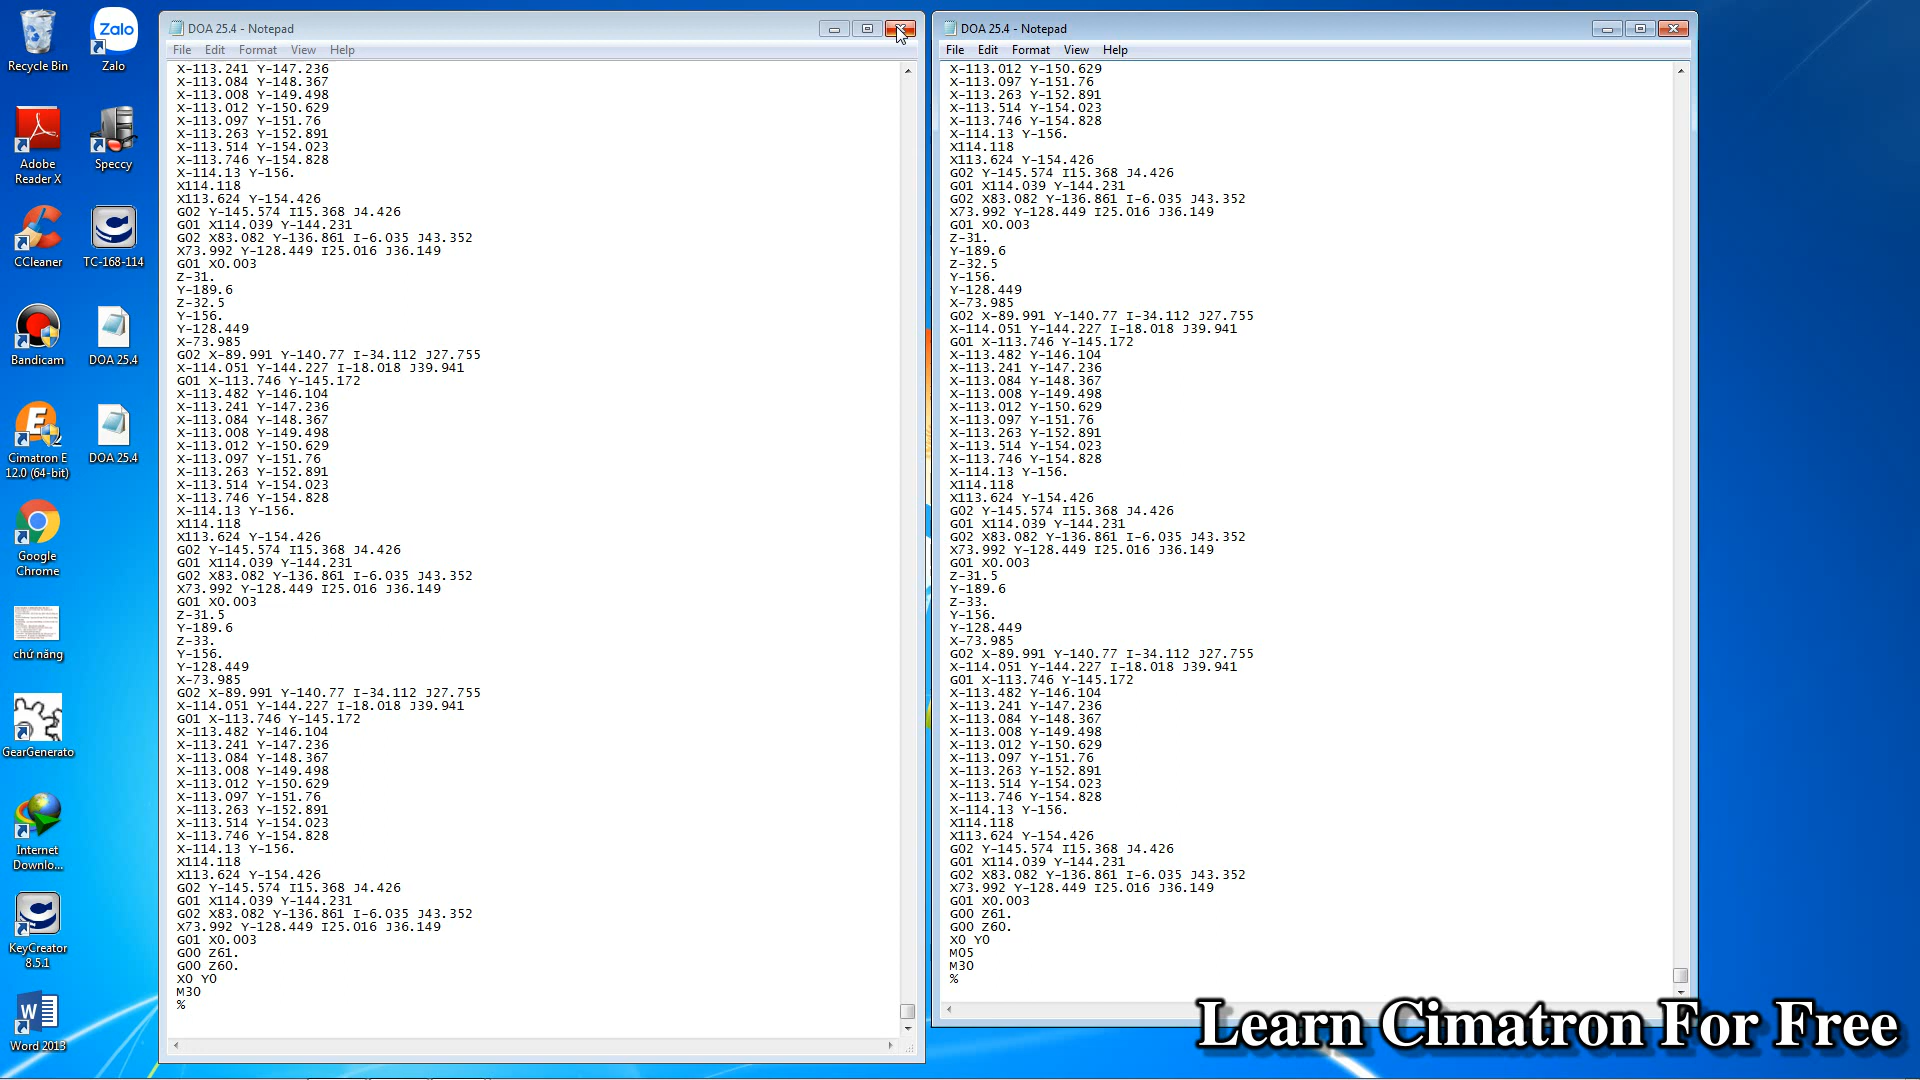 Recycle Bin
Zalo
Zalo
Adobe
Reader X
Speccy
CCleaner
TC-168-114
Bandicam
DOA 25.4
Cimatron E
12.0 (64-bit)
DOA 25.4
Google
Chrome
chứ năng
GearGenerato
Internet
Downlo...
KeyCreator
8.5.1
Word 2013
DOA 25.4 - Notepad
File Edit Format View Help
X-113.241 Y-147.236
X-113.084 Y-148.367
X-113.008 Y-149.498
X-113.012 Y-150.629
X-113.097 Y-151.76
X-113.263 Y-152.891
X-113.514 Y-154.023
X-113.746 Y-154.828
X-114.13 Y-156.
X114.118
X113.624 Y-154.426
G02 Y-145.574 I15.368 J4.426
G01 X114.039 Y-144.231
G02 X83.082 Y-136.861 I-6.035 J43.352
X73.992 Y-128.449 I25.016 J36.149
G01 X0.003
Z-31.
Y-189.6
Z-32.5
Y-156.
Y-128.449
X-73.985
G02 X-89.991 Y-140.77 I-34.112 J27.755
X-114.051 Y-144.227 I-18.018 J39.941
G01 X-113.746 Y-145.172
X-113.482 Y-146.104
X-113.241 Y-147.236
X-113.084 Y-148.367
X-113.008 Y-149.498
X-113.012 Y-150.629
X-113.097 Y-151.76
X-113.263 Y-152.891
X-113.514 Y-154.023
X-113.746 Y-154.828
X-114.13 Y-156.
X114.118
X113.624 Y-154.426
G02 Y-145.574 I15.368 J4.426
G01 X114.039 Y-144.231
G02 X83.082 Y-136.861 I-6.035 J43.352
X73.992 Y-128.449 I25.016 J36.149
G01 X0.003
Z-31.5
Y-189.6
Z-33.
Y-156.
Y-128.449
X-73.985
G02 X-89.991 Y-140.77 I-34.112 J27.755
X-114.051 Y-144.227 I-18.018 J39.941
G01 X-113.746 Y-145.172
X-113.482 Y-146.104
X-113.241 Y-147.236
X-113.084 Y-148.367
X-113.008 Y-149.498
X-113.012 Y-150.629
X-113.097 Y-151.76
X-113.263 Y-152.891
X-113.514 Y-154.023
X-113.746 Y-154.828
X-114.13 Y-156.
X114.118
X113.624 Y-154.426
G02 Y-145.574 I15.368 J4.426
G01 X114.039 Y-144.231
G02 X83.082 Y-136.861 I-6.035 J43.352
X73.992 Y-128.449 I25.016 J36.149
G01 X0.003
G00 Z61.
G00 Z60.
X0 Y0
M30
%
DOA 25.4 - Notepad
File Edit Format View Help
X-113.012 Y-150.629
X-113.097 Y-151.76
X-113.263 Y-152.891
X-113.514 Y-154.023
X-113.746 Y-154.828
X-114.13 Y-156.
X114.118
X113.624 Y-154.426
G02 Y-145.574 I15.368 J4.426
G01 X114.039 Y-144.231
G02 X83.082 Y-136.861 I-6.035 J43.352
X73.992 Y-128.449 I25.016 J36.149
G01 X0.003
Z-31.
Y-189.6
Z-32.5
Y-156.
Y-128.449
X-73.985
G02 X-89.991 Y-140.77 I-34.112 J27.755
X-114.051 Y-144.227 I-18.018 J39.941
G01 X-113.746 Y-145.172
X-113.482 Y-146.104
X-113.241 Y-147.236
X-113.084 Y-148.367
X-113.008 Y-149.498
X-113.012 Y-150.629
X-113.097 Y-151.76
X-113.263 Y-152.891
X-113.514 Y-154.023
X-113.746 Y-154.828
X-114.13 Y-156.
X114.118
X113.624 Y-154.426
G02 Y-145.574 I15.368 J4.426
G01 X114.039 Y-144.231
G02 X83.082 Y-136.861 I-6.035 J43.352
X73.992 Y-128.449 I25.016 J36.149
G01 X0.003
Z-31.5
Y-189.6
Z-33.
Y-156.
Y-128.449
X-73.985
G02 X-89.991 Y-140.77 I-34.112 J27.755
X-114.051 Y-144.227 I-18.018 J39.941
G01 X-113.746 Y-145.172
X-113.482 Y-146.104
X-113.241 Y-147.236
X-113.084 Y-148.367
X-113.008 Y-149.498
X-113.012 Y-150.629
X-113.097 Y-151.76
X-113.263 Y-152.891
X-113.514 Y-154.023
X-113.746 Y-154.828
X-114.13 Y-156.
X114.118
X113.624 Y-154.426
G02 Y-145.574 I15.368 J4.426
G01 X114.039 Y-144.231
G02 X83.082 Y-136.861 I-6.035 J43.352
X73.992 Y-128.449 I25.016 J36.149
G01 X0.003
G00 Z61.
G00 Z60.
X0 Y0
M05
M30
%
Learn Cimatron For Free